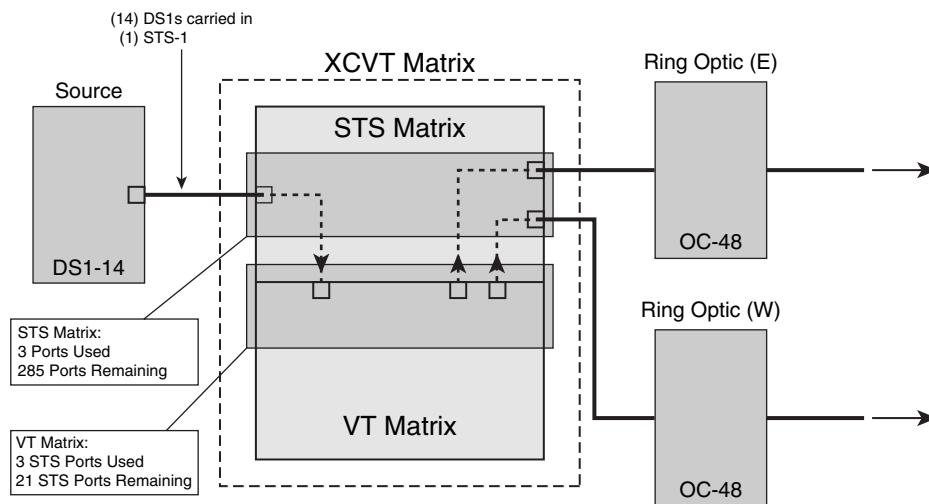 (14) DS1s carried in
(1) STS-1
XCVT Matrix
Ring Optic (E)
Source
STS Matrix
DS1-14
OC-48
Ring Optic (W)
STS Matrix:
3 Ports Used
285 Ports Remaining
VT Matrix
VT Matrix:
3 STS Ports Used
21 STS Ports Remaining
OC-48